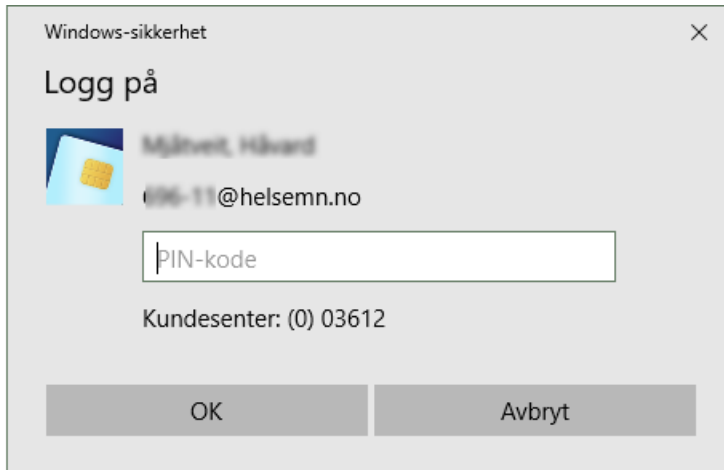 Windows-sikkerhet
Logg på
@helsemn.no
PIN-kode
Kundesenter: (0) 03612
OK
Avbryt